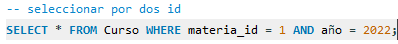 -- seleccionar por dos id
SELECT * FROM Curso WHERE materia_id = 1 AND año = 2022;